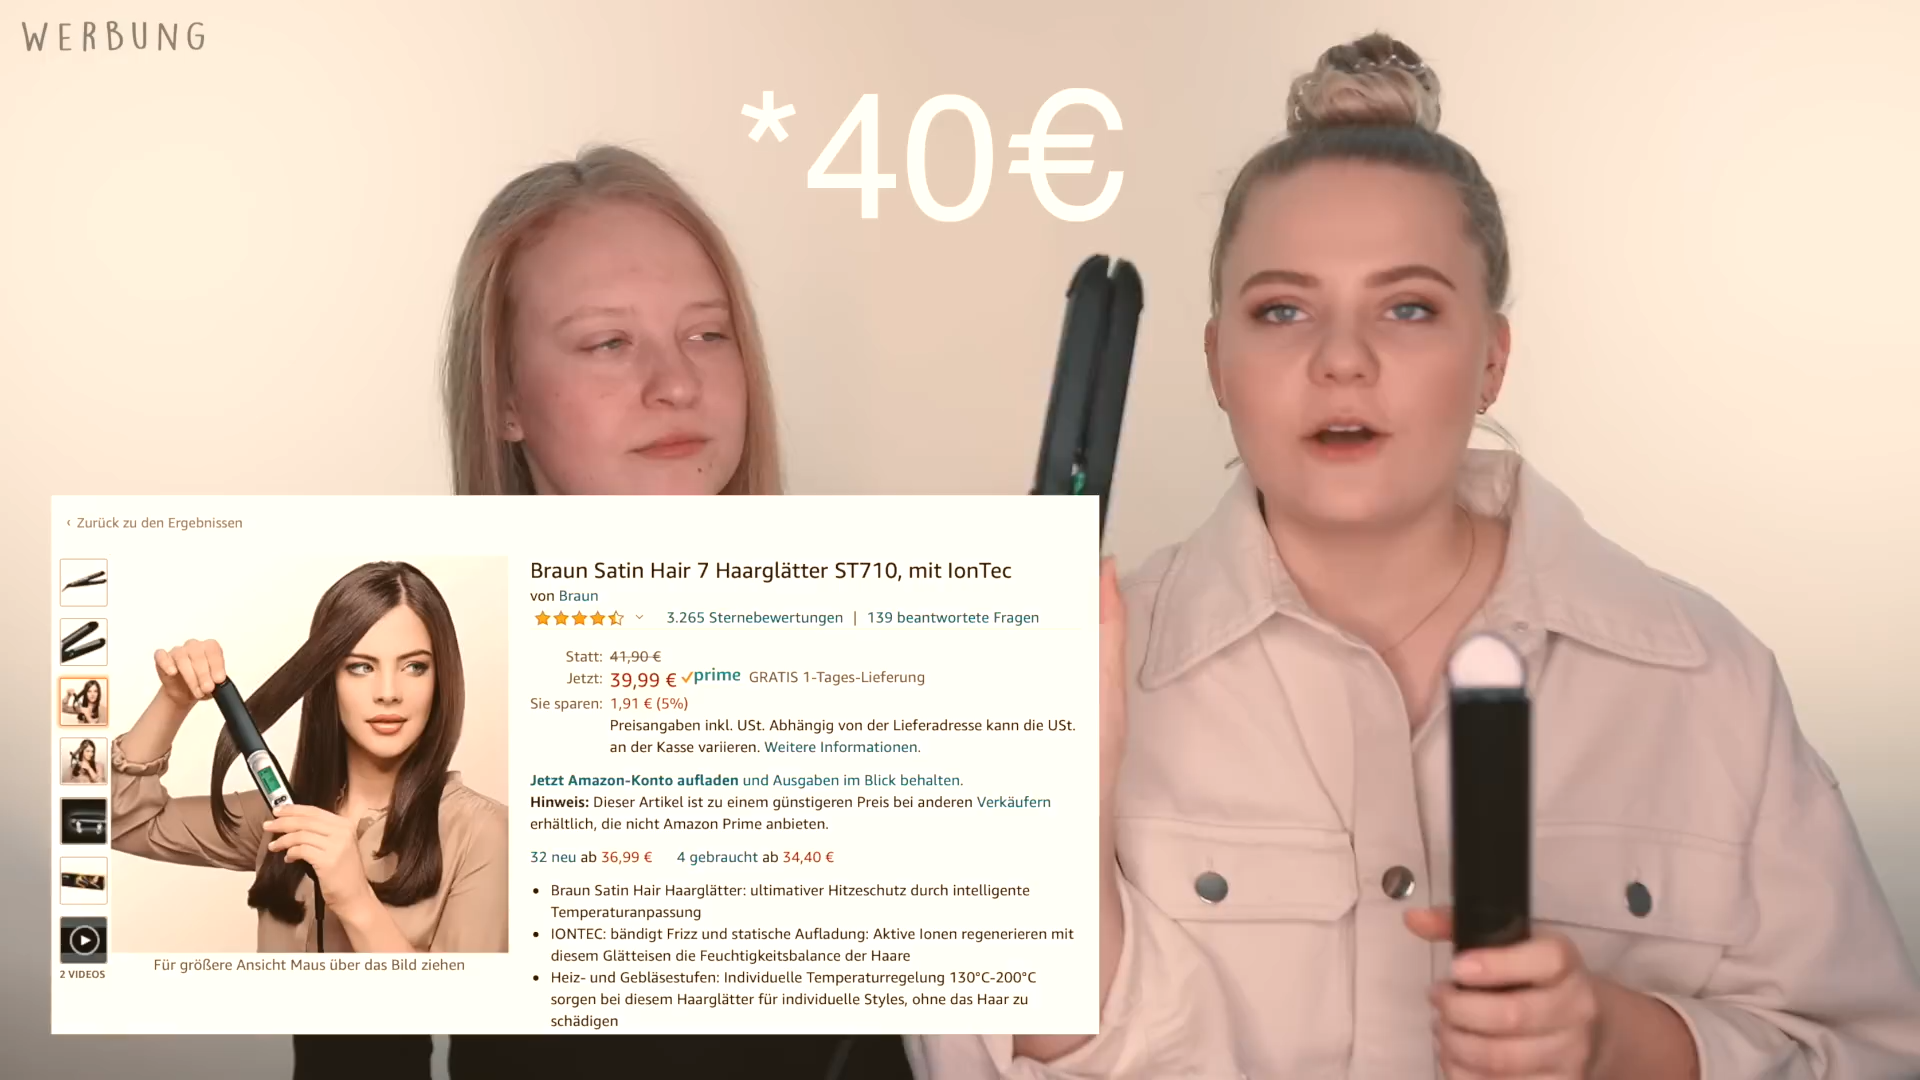 WERBUNG
*40€
‹ Zurück zu den Ergebnissen
Braun Satin Hair 7 Haarglätter ST710, mit IonTec
von Braun
3.265 Sternebewertungen | 139 beantwortete Fragen
Statt: 41,90 €
Jetzt: 39,99 € prime GRATIS 1-Tages-Lieferung
Sie sparen: 1,91 € (5%)
Preisangaben inkl. USt. Abhängig von der Lieferadresse kann die USt.
an der Kasse variieren. Weitere Informationen.
Jetzt Amazon-Konto aufladen und Ausgaben im Blick behalten.
Hinweis: Dieser Artikel ist zu einem günstigeren Preis bei anderen Verkäufern
erhältlich, die nicht Amazon Prime anbieten.
32 neu ab 36,99 € 4 gebraucht ab 34,40 €
• Braun Satin Hair Haarglätter: ultimativer Hitzeschutz durch intelligente
Temperaturanpassung
• IONTEC: bändigt Frizz und statische Aufladung: Aktive Ionen regenerieren mit
diesem Glätteisen die Feuchtigkeitsbalance der Haare
• Heiz- und Gebläsestufen: Individuelle Temperaturregelung 130°C-200°C
sorgen bei diesem Haarglätter für individuelle Styles, ohne das Haar zu
schädigen
2 VIDEOS
Für größere Ansicht Maus über das Bild ziehen